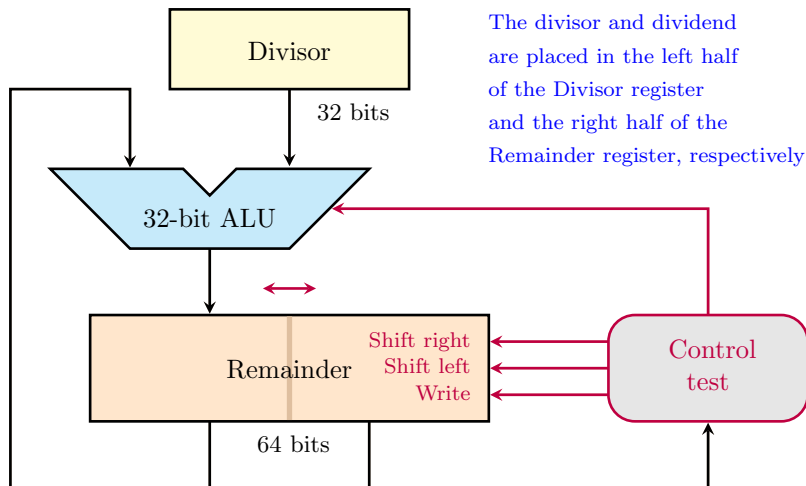 The divisor and dividend
are placed in the left half
of the Divisor register
and the right half of the
Remainder register, respectively
Divisor
32 bits
32-bit ALU
Shift right
Shift left
Write
Remainder
Control
test
64 bits